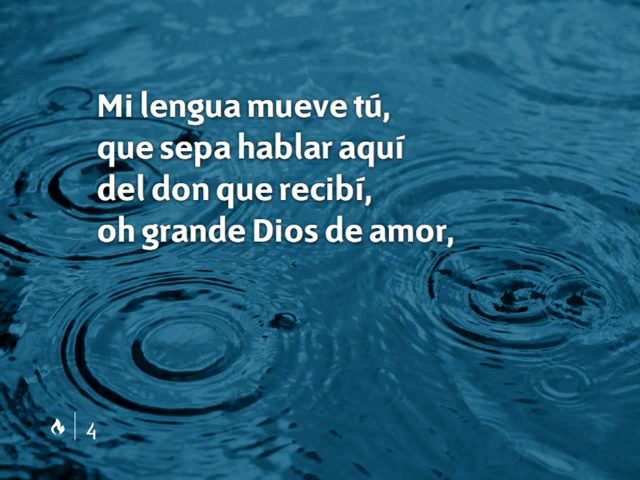 Mi lengua mueve tú,
que sepa hablar aquí
del don que recibí,
oh grande Dios de amor,
4